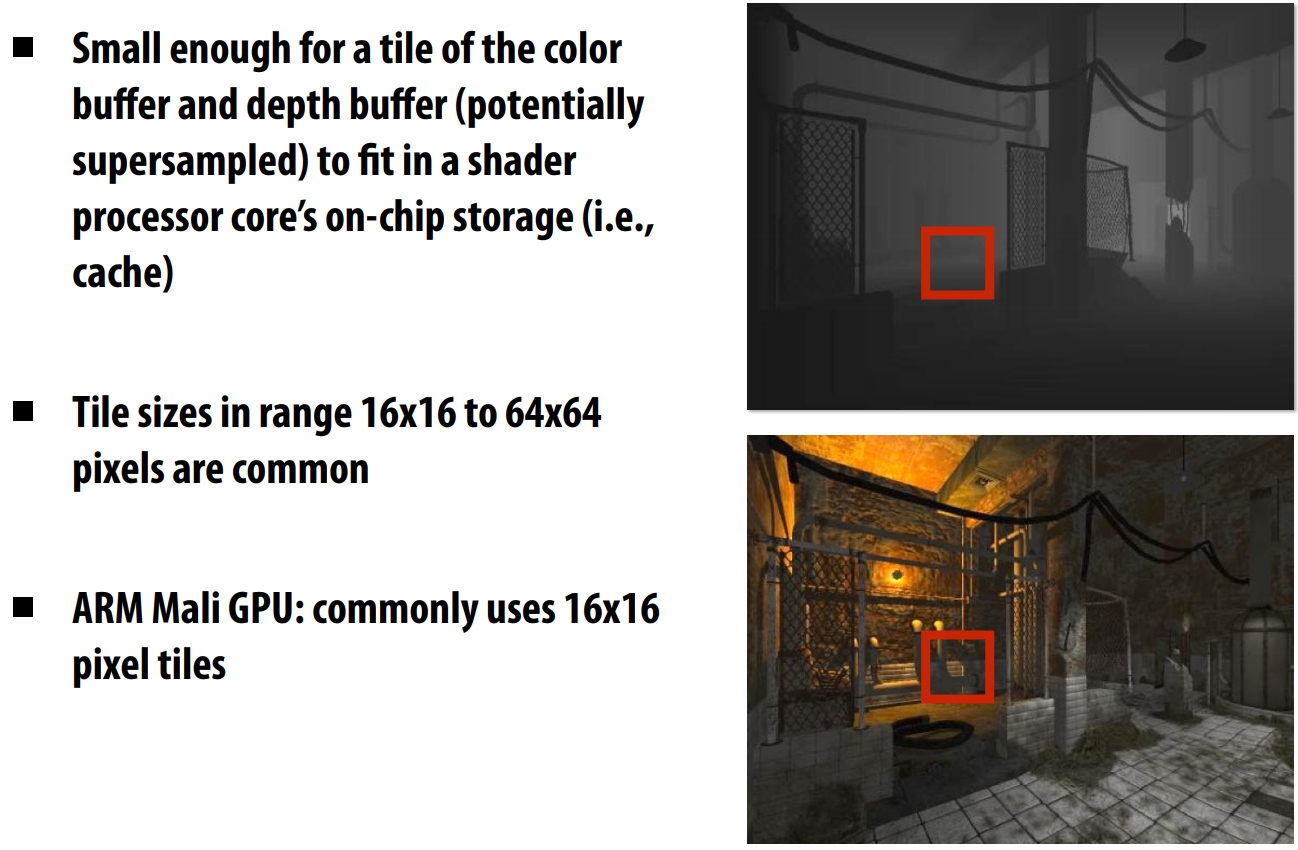 ■ Small enough for a tile of the color
buffer and depth buffer (potentially
supersampled) to fit in a shader
processor core’s on-chip storage (i.e.,
cache)
■ Tile sizes in range 16x16 to 64x64
pixels are common
■ ARM Mali GPU: commonly uses 16x16
pixel tiles